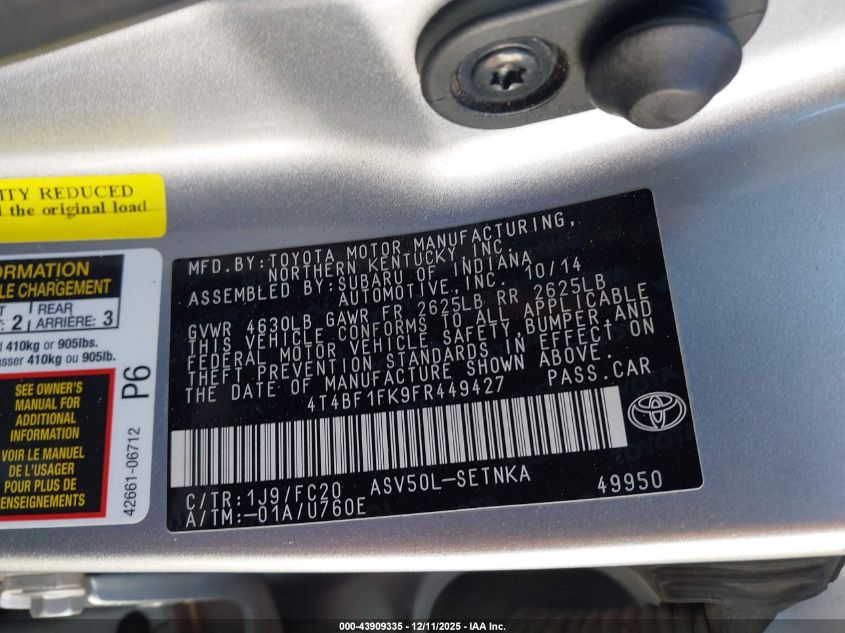 ITY REDUCED
the original load
ORMATION
LE CHARGEMENT
2
REAR
ARRIÈRE: 3
d 410kg or 905lbs.
asser 410kg ou 905lb.
SEE OWNER'S
MANUAL FOR
ADDITIONAL
INFORMATION
VOIR LE MANUEL
DE L'USAGER
POUR PLUS DE
RENSEIGNEMENTS
P6
42661-06712
MFD.BY:TOYOTA MOTOR MANUFACTURING,
NORTHERN KENTUCKY INC.
ASSEMBLED BY:SUBARU OF INDIANA
AUTOMOTIVE,INC. 10/14
GVWR 4630LB GAWR FR 2625LB RR 2625LB
THIS VEHICLE CONFORMS TO ALL APPLICABLE
FEDERAL MOTOR VEHICLE SAFETY,BUMPER AND
THEFT PREVENTION STANDARDS IN EFFECT ON
THE DATE OF MANUFACTURE SHOWN ABOVE.
4T4BF1FK9FR449427 PASS.CAR
C/TR:1J9/FC20 ASV50L-SETNKA 49950
A/TM:-01A/U760E
000-43909335 - 12/11/2025 - IAA Inc.